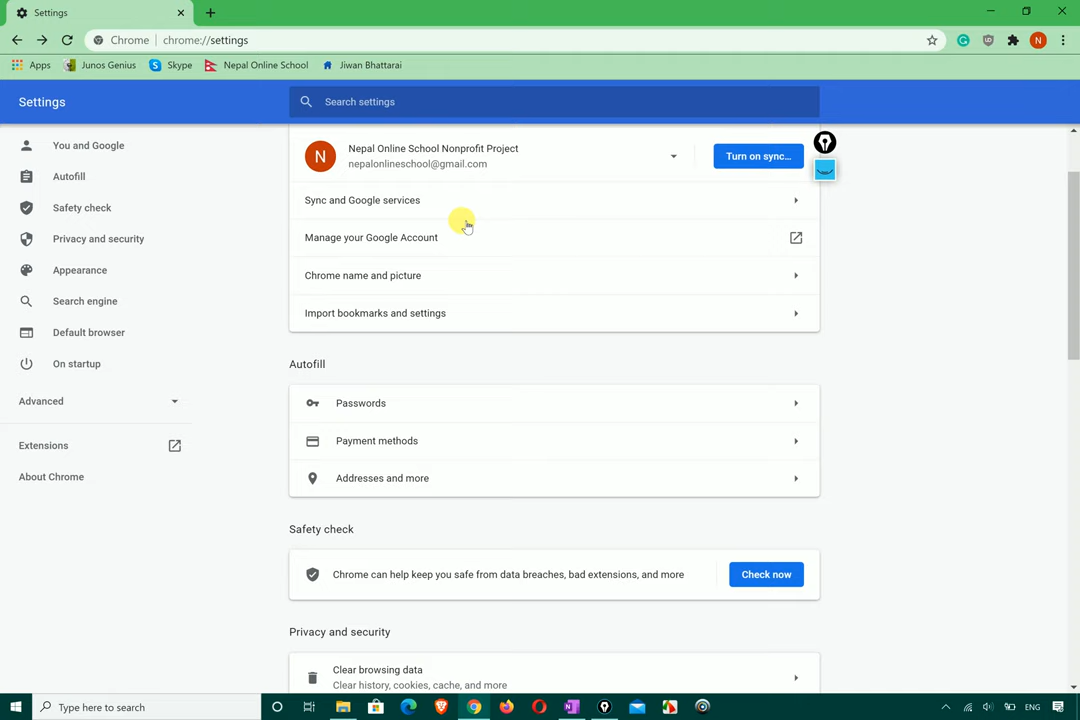 Settings
Chrome | chrome://settings
N
Apps
Junos Genius
Skype
Nepal Online School
Jiwan Bhattarai
Settings
Search settings
You and Google
Autofill
Safety check
Privacy and security
Appearance
Search engine
Default browser
On startup
Advanced
Extensions
About Chrome
N
Nepal Online School Nonprofit Project
nepalonlineschool@gmail.com
Turn on sync...
Sync and Google services
Manage your Google Account
Chrome name and picture
Import bookmarks and settings
Autofill
Passwords
Payment methods
Addresses and more
Safety check
Chrome can help keep you safe from data breaches, bad extensions, and more
Check now
Privacy and security
Clear browsing data
Clear history, cookies, cache, and more
Type here to search
ENG